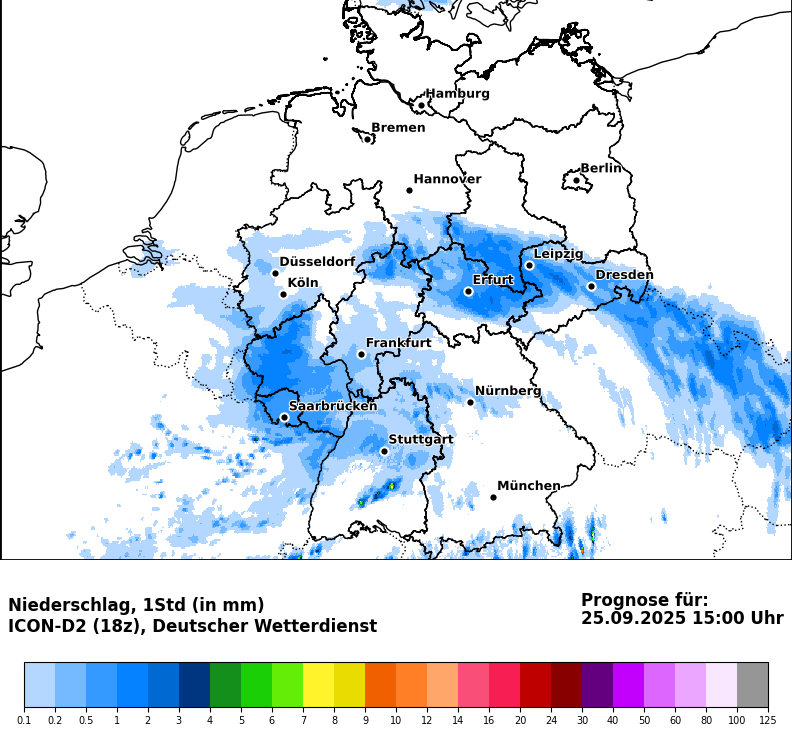 Hamburg
Bremen
Berlin
Hannover
Düsseldorf
Leipzig
Köln
Erfurt
Dresden
Frankfurt
Nürnberg
Saarbrücken
Stuttgart
München
Niederschlag, 1Std (in mm)
ICON-D2 (18z), Deutscher Wetterdienst
Prognose für:
25.09.2025 15:00 Uhr
0.1 0.2 0.5 1 2 3 4 5 6 7 8 9 10 12 14 16 20 24 30 40 50 60 80 100 125